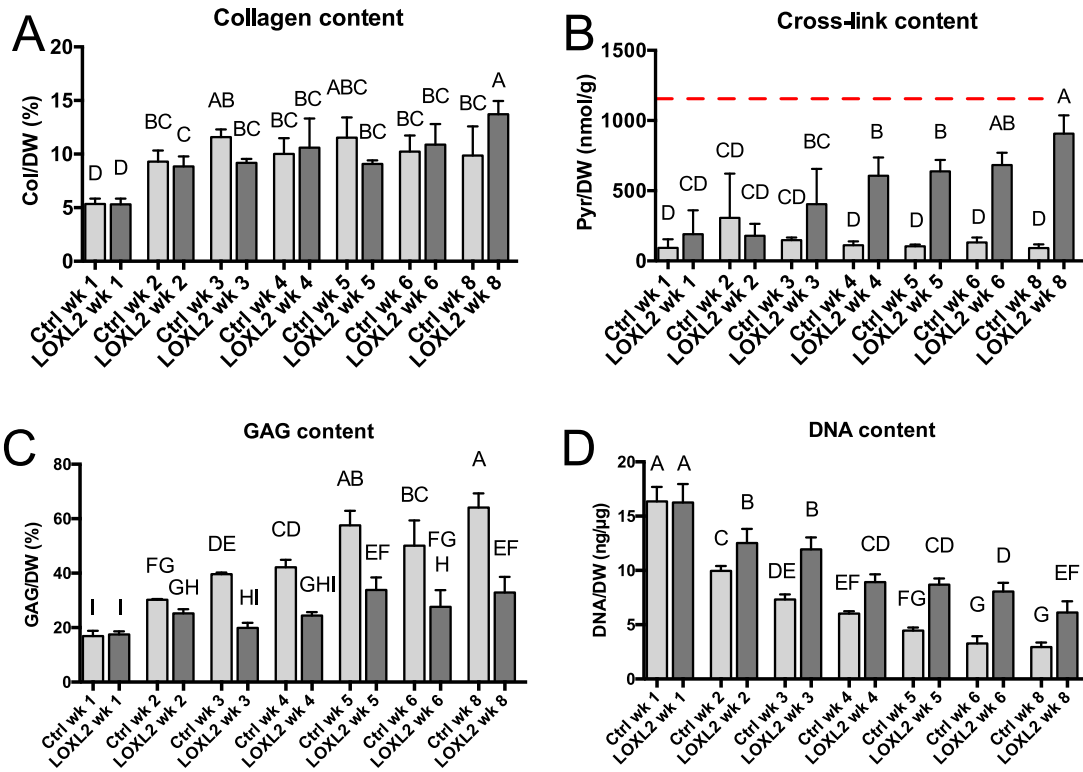 A
Collagen content
Col/DW (%)
20
15
10
5
0
D
D
BC
C
AB
BC
BC
BC
ABC
BC
BC
BC
BC
A
Ctrl wk 1
LOXL2 wk 1
Ctrl wk 2
LOXL2 wk 2
Ctrl wk 3
LOXL2 wk 3
Ctrl wk 4
LOXL2 wk 4
Ctrl wk 5
LOXL2 wk 5
Ctrl wk 6
LOXL2 wk 6
Ctrl wk 8
LOXL2 wk 8
B
Cross-link content
Pyr/DW (nmol/g)
1500
1000
500
0
D
CD
CD
CD
CD
BC
D
B
D
B
D
AB
D
A
Ctrl wk 1
LOXL2 wk 1
Ctrl wk 2
LOXL2 wk 2
Ctrl wk 3
LOXL2 wk 3
Ctrl wk 4
LOXL2 wk 4
Ctrl wk 5
LOXL2 wk 5
Ctrl wk 6
LOXL2 wk 6
Ctrl wk 8
LOXL2 wk 8
C
GAG content
GAG/DW (%)
80
60
40
20
0
I
I
FG
GH
DE
HI
CD
GHI
AB
EF
BC
FG
H
A
EF
Ctrl wk 1
LOXL2 wk 1
Ctrl wk 2
LOXL2 wk 2
Ctrl wk 3
LOXL2 wk 3
Ctrl wk 4
LOXL2 wk 4
Ctrl wk 5
LOXL2 wk 5
Ctrl wk 6
LOXL2 wk 6
Ctrl wk 8
LOXL2 wk 8
D
DNA content
DNA/DW (ng/µg)
20
15
10
5
0
A
A
C
B
DE
B
EF
CD
FG
CD
G
D
G
EF
Ctrl wk 1
LOXL2 wk 1
Ctrl wk 2
LOXL2 wk 2
Ctrl wk 3
LOXL2 wk 3
Ctrl wk 4
LOXL2 wk 4
Ctrl wk 5
LOXL2 wk 5
Ctrl wk 6
LOXL2 wk 6
Ctrl wk 8
LOXL2 wk 8